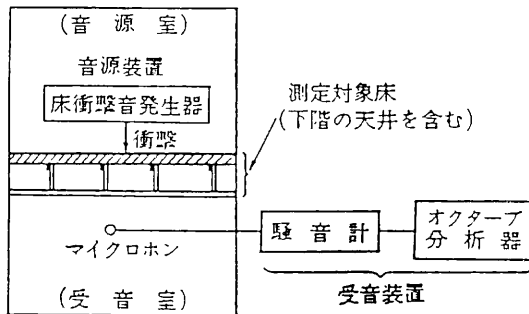 (音源室)
音源装置
床衝撃音発生器
衝撃
測定対象床
(下階の天井を含む)
マイクロホン
騒音計
オクターブ
分析器
受音装置
(受音室)